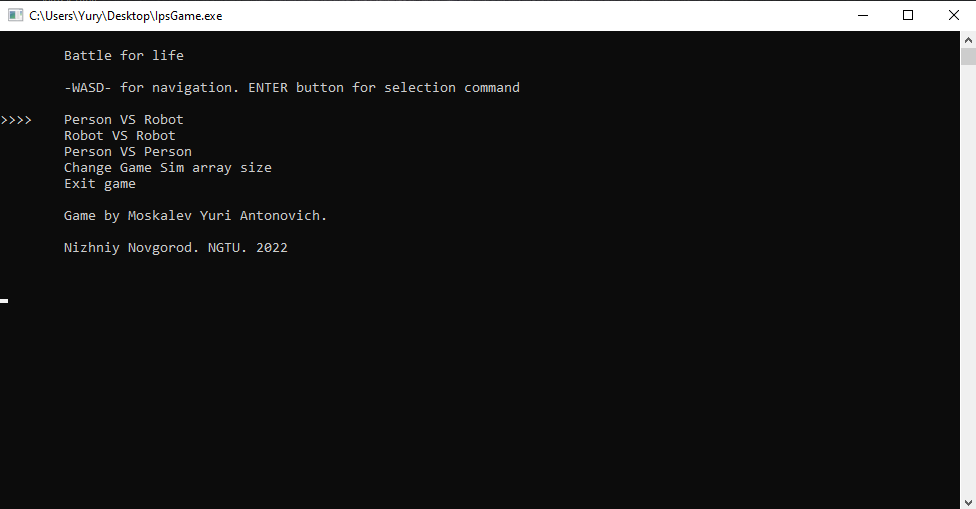 C:\Users\Yury\Desktop\IpsGame.exe
Battle for life
-WASD- for navigation. ENTER button for selection command
>>>> Person VS Robot
Robot VS Robot
Person VS Person
Change Game Sim array size
Exit game
Game by Moskalev Yuri Antonovich.
Nizhniy Novgorod. NGTU. 2022